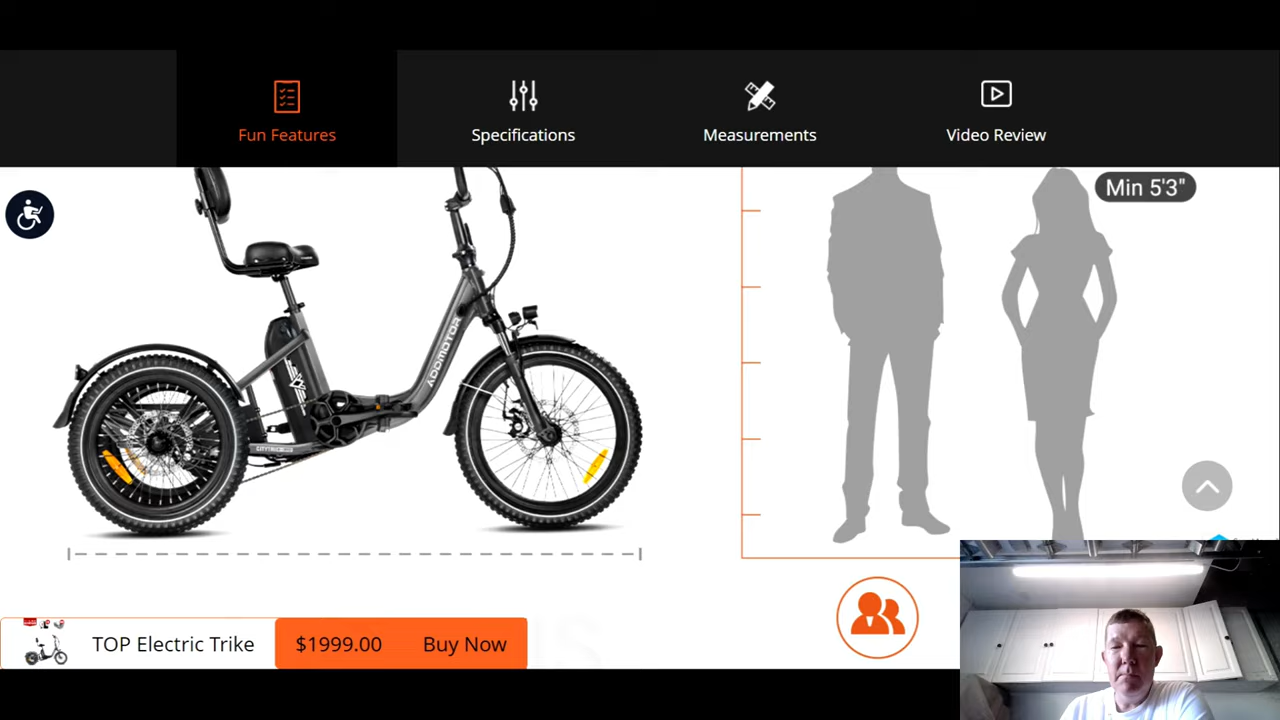 Fun Features
Specifications
Measurements
Video Review
Min 5'3"
ADDMOTOR
TOP Electric Trike
$1999.00
Buy Now